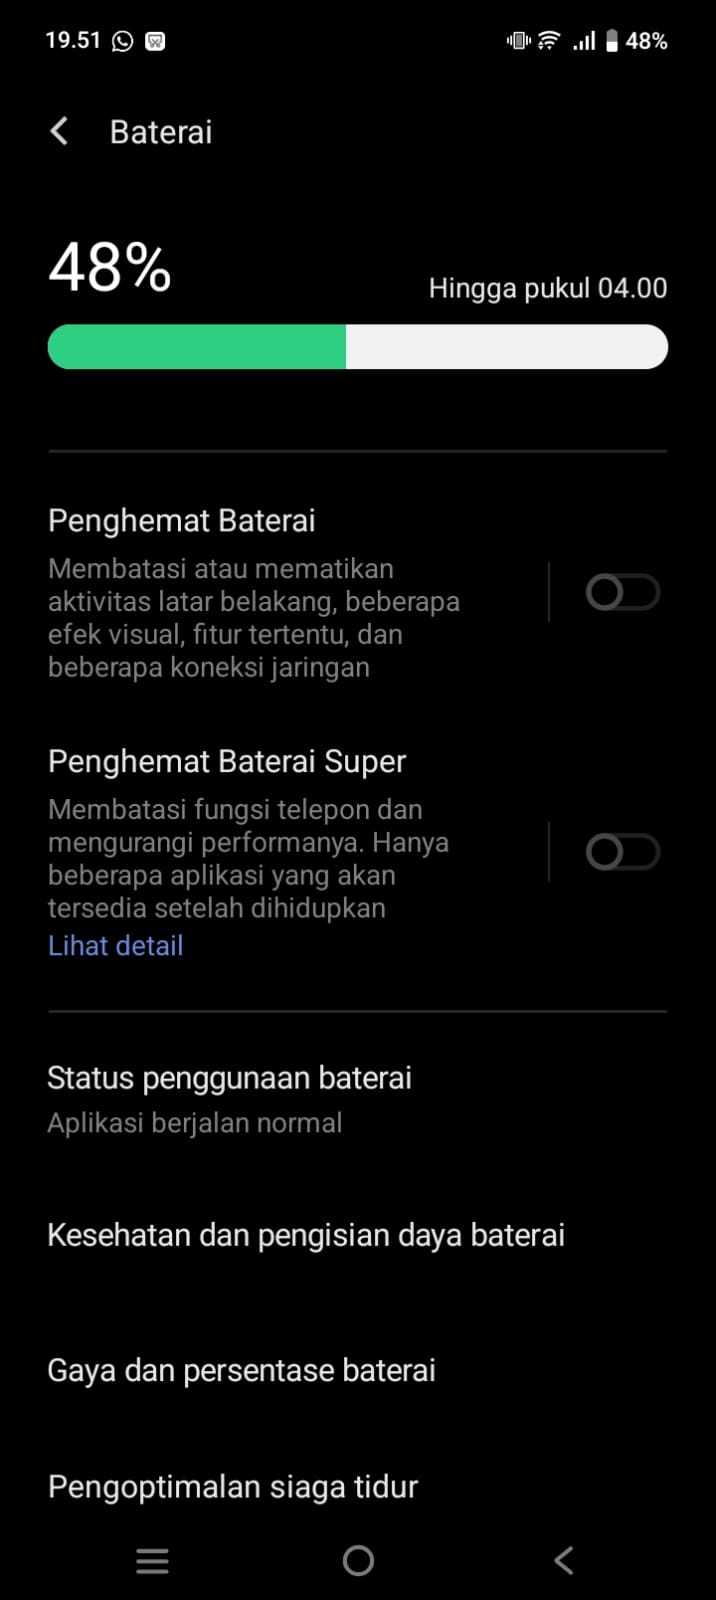 19.51
48%
Baterai
48%
Hingga pukul 04.00
Penghemat Baterai
Membatasi atau mematikan
aktivitas latar belakang, beberapa
efek visual, fitur tertentu, dan
beberapa koneksi jaringan
Penghemat Baterai Super
Membatasi fungsi telepon dan
mengurangi performanya. Hanya
beberapa aplikasi yang akan
tersedia setelah dihidupkan
Lihat detail
Status penggunaan baterai
Aplikasi berjalan normal
Kesehatan dan pengisian daya baterai
Gaya dan persentase baterai
Pengoptimalan siaga tidur